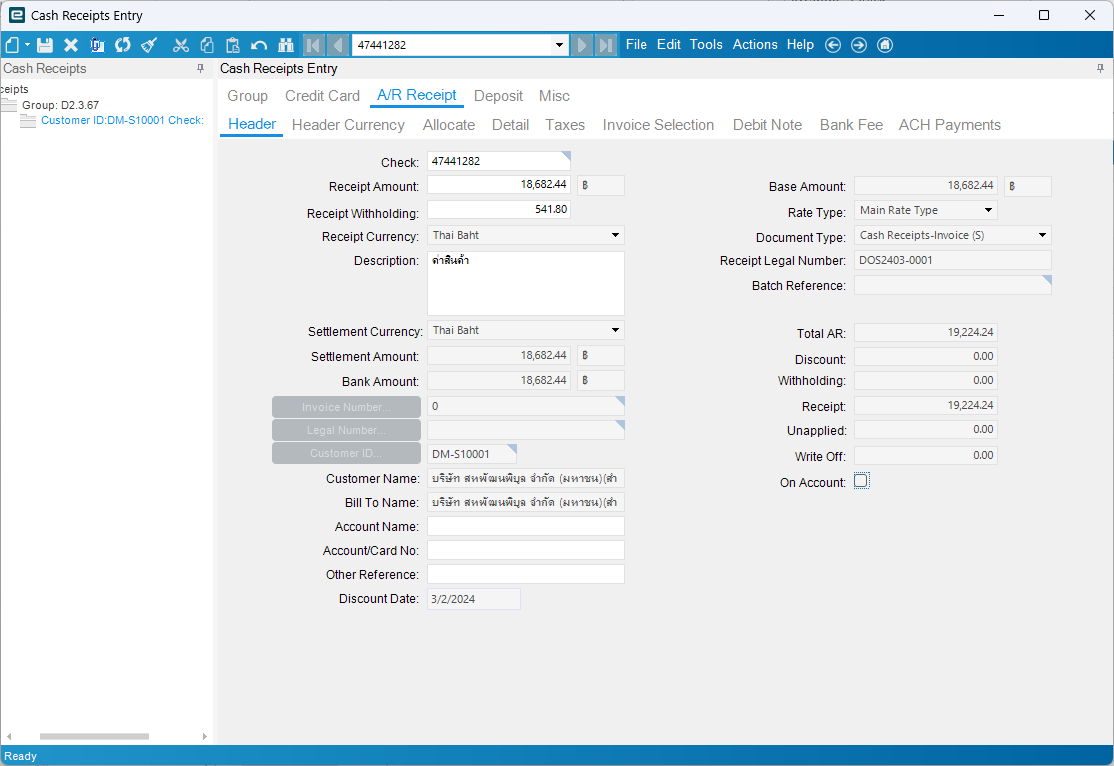 Cash Receipts Entry
47441282
File Edit Tools Actions Help
Cash Receipts
Cash Receipts Entry
ceipts
Group: D2.3.67
Customer ID:DM-S10001 Check:
Group Credit Card A/R Receipt Deposit Misc
Header Header Currency Allocate Detail Taxes Invoice Selection Debit Note Bank Fee ACH Payments
Check: 47441282
Receipt Amount: 18,682.44 ฿
Base Amount: 18,682.44 ฿
Receipt Withholding: 541.80
Rate Type: Main Rate Type
Receipt Currency: Thai Baht
Document Type: Cash Receipts-Invoice (S)
Description: ค่าสินค้า
Receipt Legal Number: DOS2403-0001
Batch Reference:
Settlement Currency: Thai Baht
Total AR: 19,224.24
Settlement Amount: 18,682.44 ฿
Discount: 0.00
Bank Amount: 18,682.44 ฿
Withholding: 0.00
Invoice Number... 0
Receipt: 19,224.24
Legal Number...
Unapplied: 0.00
Customer ID... DM-S10001
Write Off: 0.00
Customer Name: บริษัท สหพัฒนพิบูล จำกัด (มหาชน)(สำ
On Account:
Bill To Name: บริษัท สหพัฒนพิบูล จำกัด (มหาชน)(สำ
Account Name:
Account/Card No:
Other Reference:
Discount Date: 3/2/2024
Ready